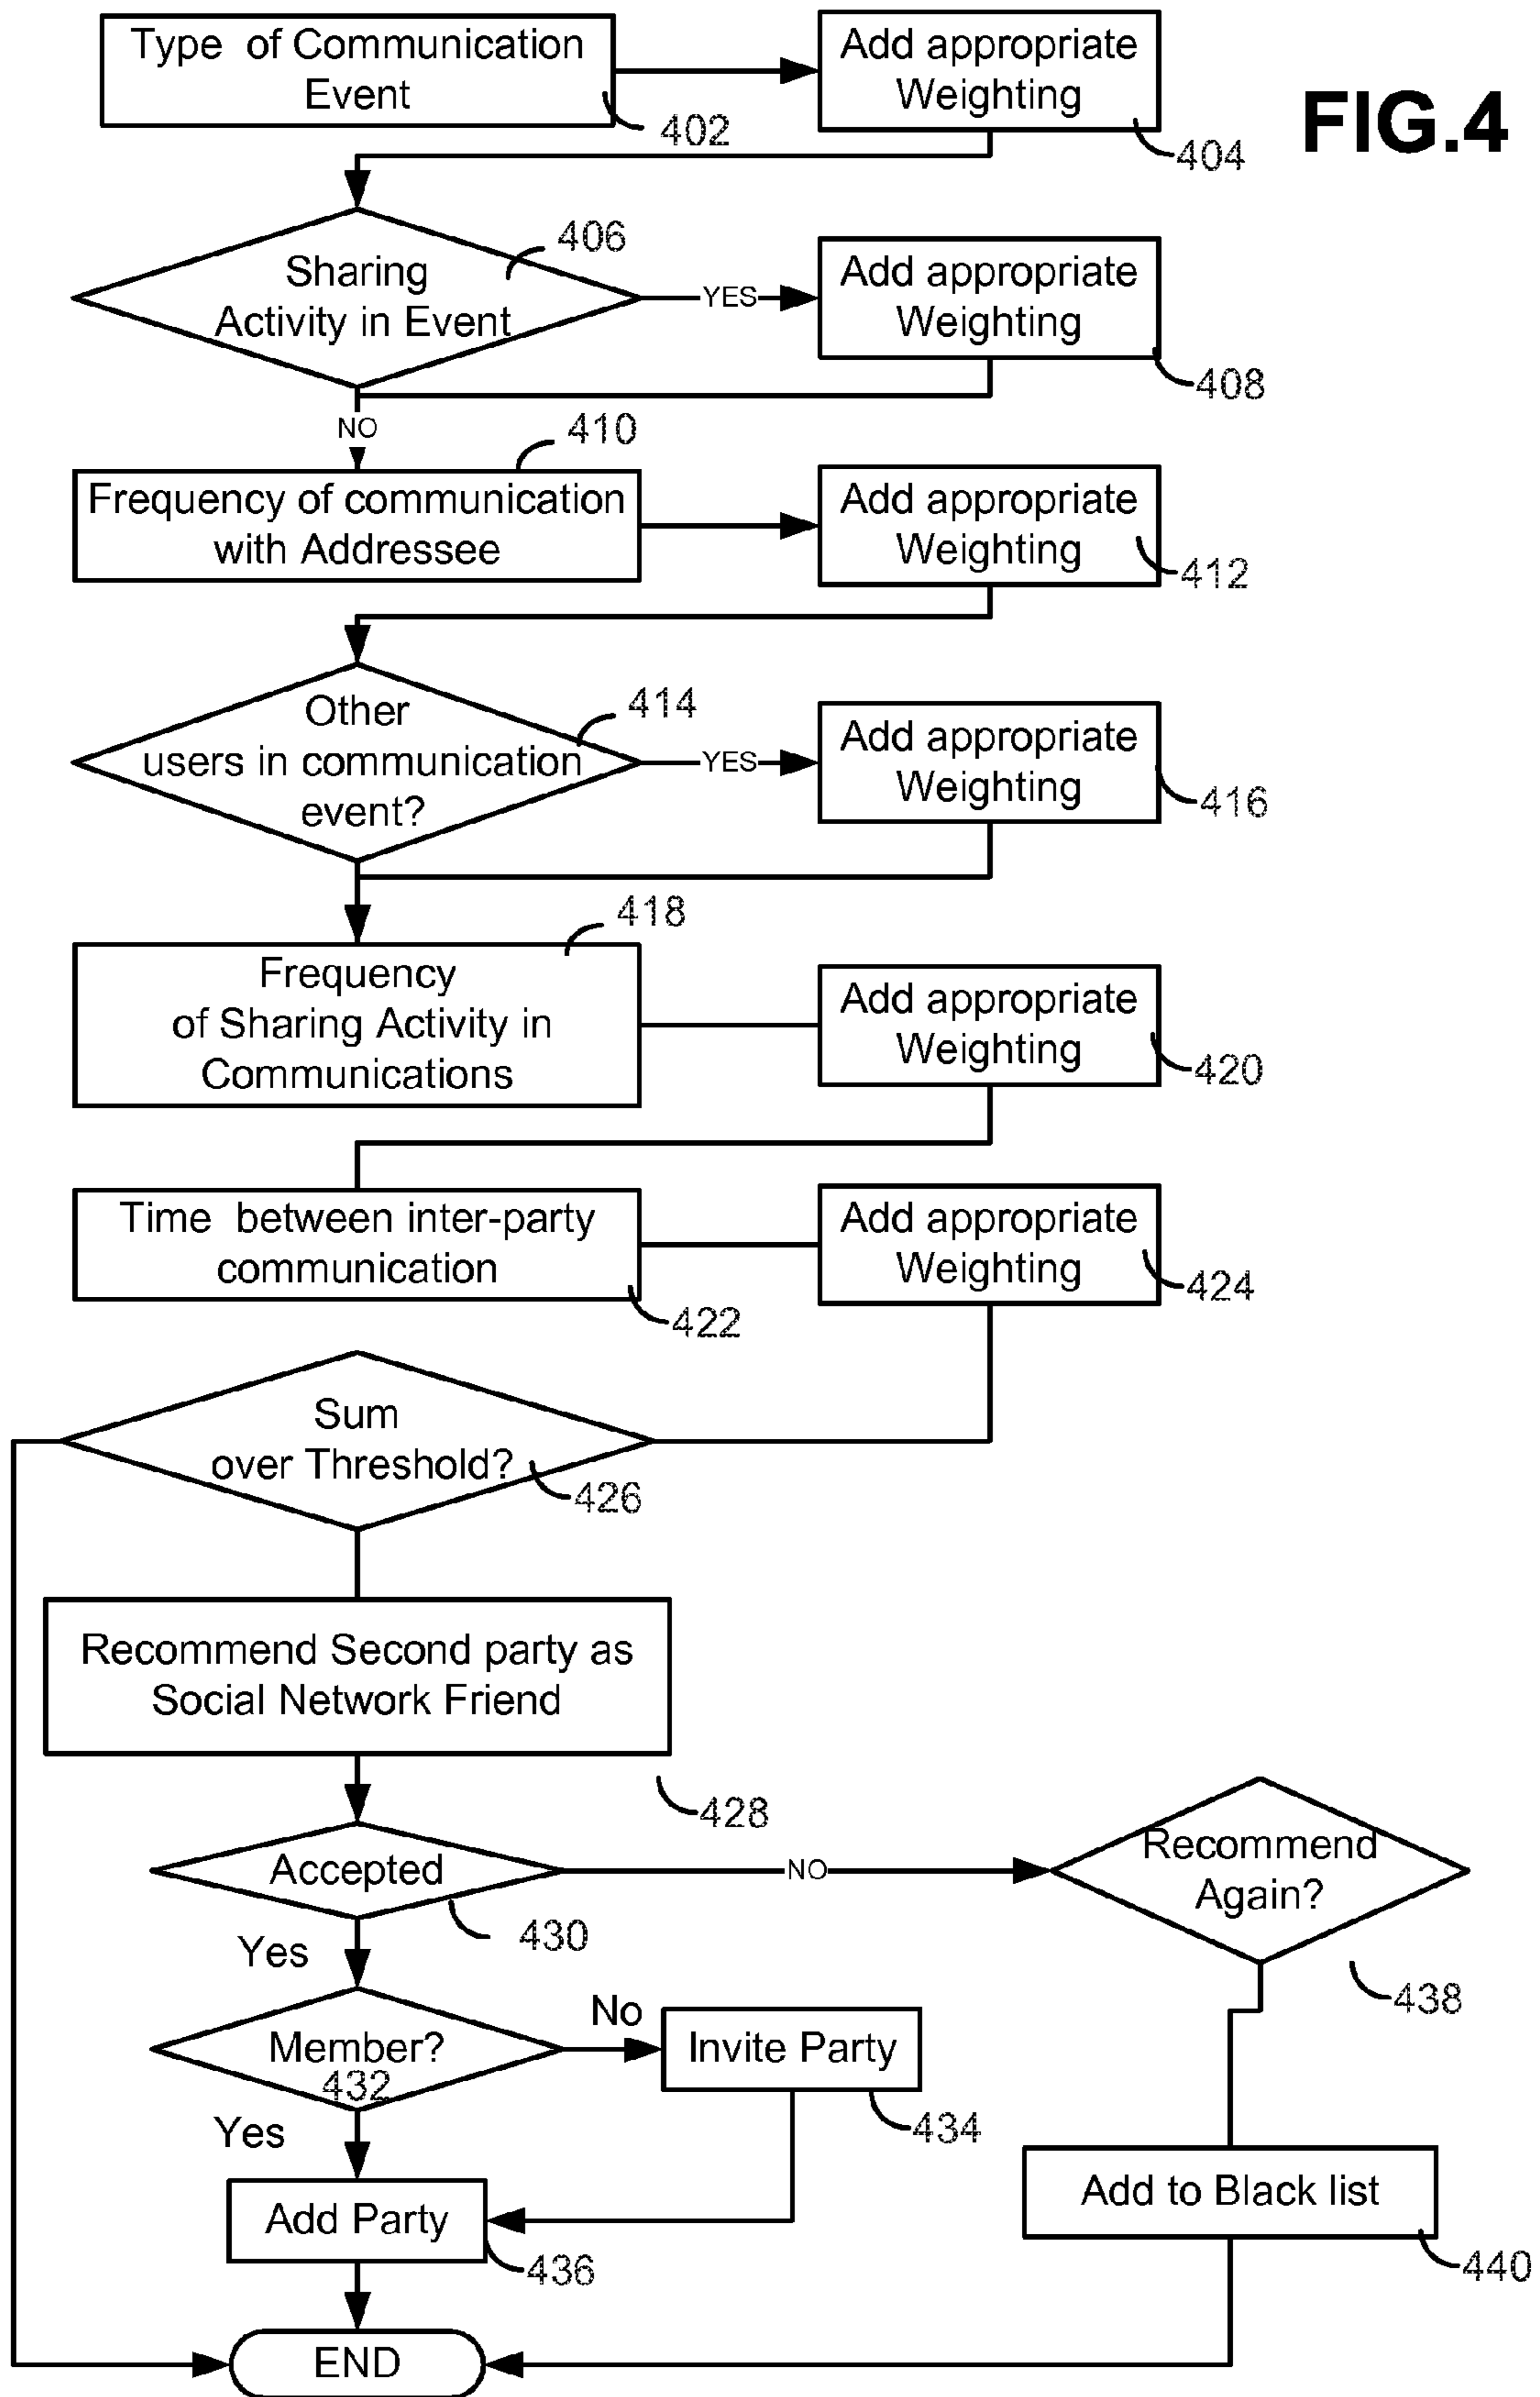 Type of Communication
Event
402
Add appropriate
Weighting
404
FIG.4
Sharing
Activity in Event
406
YES
Add appropriate
Weighting
408
NO
410
Frequency of communication
with Addressee
Add appropriate
Weighting
412
Other
users in communication
event?
414
YES
Add appropriate
Weighting
416
418
Frequency
of Sharing Activity in
Communications
Add appropriate
Weighting
420
Time between inter-party
communication
422
Add appropriate
Weighting
424
Sum
over Threshold?
426
Recommend Second party as
Social Network Friend
428
Accepted
430
NO
Recommend
Again?
438
Yes
Member?
432
No
Invite Party
434
Yes
Add Party
436
Add to Black list
440
END